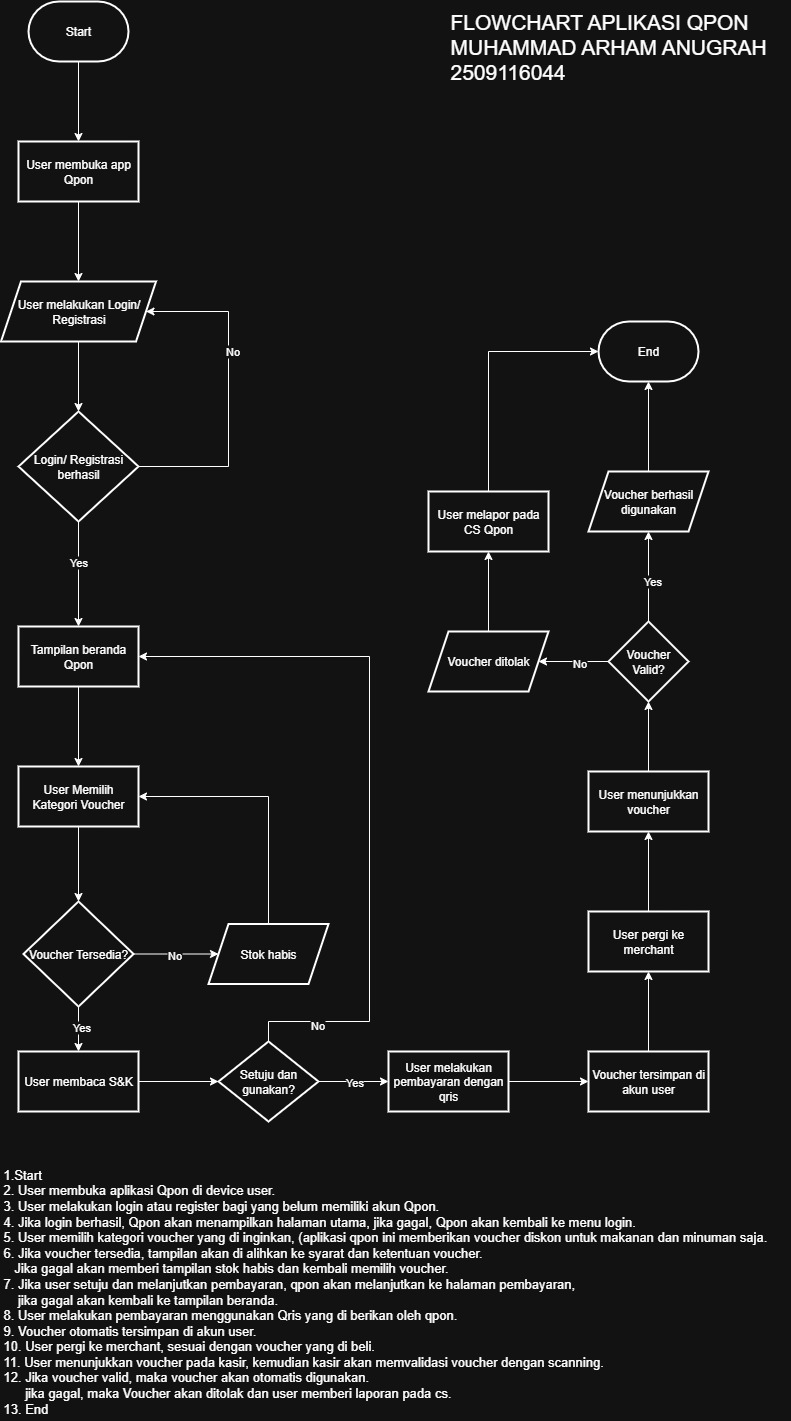 FLOWCHART APLIKASI QPON
MUHAMMAD ARHAM ANUGRAH
2509116044
Start
User membuka app
Qpon
User melakukan Login/
Registrasi
No
Login/ Registrasi
berhasil
Yes
Tampilan beranda
Qpon
User Memilih
Kategori Voucher
Voucher Tersedia?
No
Stok habis
Yes
User membaca S&K
Setuju dan
gunakan?
No
Yes
User melakukan
pembayaran dengan
qris
Voucher tersimpan di
akun user
User pergi ke
merchant
User menunjukkan
voucher
Voucher
Valid?
No
Voucher ditolak
User melapor pada
CS Qpon
Yes
Voucher berhasil
digunakan
End
1.Start
2. User membuka aplikasi Qpon di device user.
3. User melakukan login atau register bagi yang belum memiliki akun Qpon.
4. Jika login berhasil, Qpon akan menampilkan halaman utama, jika gagal, Qpon akan kembali ke menu login.
5. User memilih kategori voucher yang di inginkan, (aplikasi qpon ini memberikan voucher diskon untuk makanan dan minuman saja.
6. Jika voucher tersedia, tampilan akan di alihkan ke syarat dan ketentuan voucher.
Jika gagal akan memberi tampilan stok habis dan kembali memilih voucher.
7. Jika user setuju dan melanjutkan pembayaran, qpon akan melanjutkan ke halaman pembayaran,
jika gagal akan kembali ke tampilan beranda.
8. User melakukan pembayaran menggunakan Qris yang di berikan oleh qpon.
9. Voucher otomatis tersimpan di akun user.
10. User pergi ke merchant, sesuai dengan voucher yang di beli.
11. User menunjukkan voucher pada kasir, kemudian kasir akan memvalidasi voucher dengan scanning.
12. Jika voucher valid, maka voucher akan otomatis digunakan.
jika gagal, maka Voucher akan ditolak dan user memberi laporan pada cs.
13. End